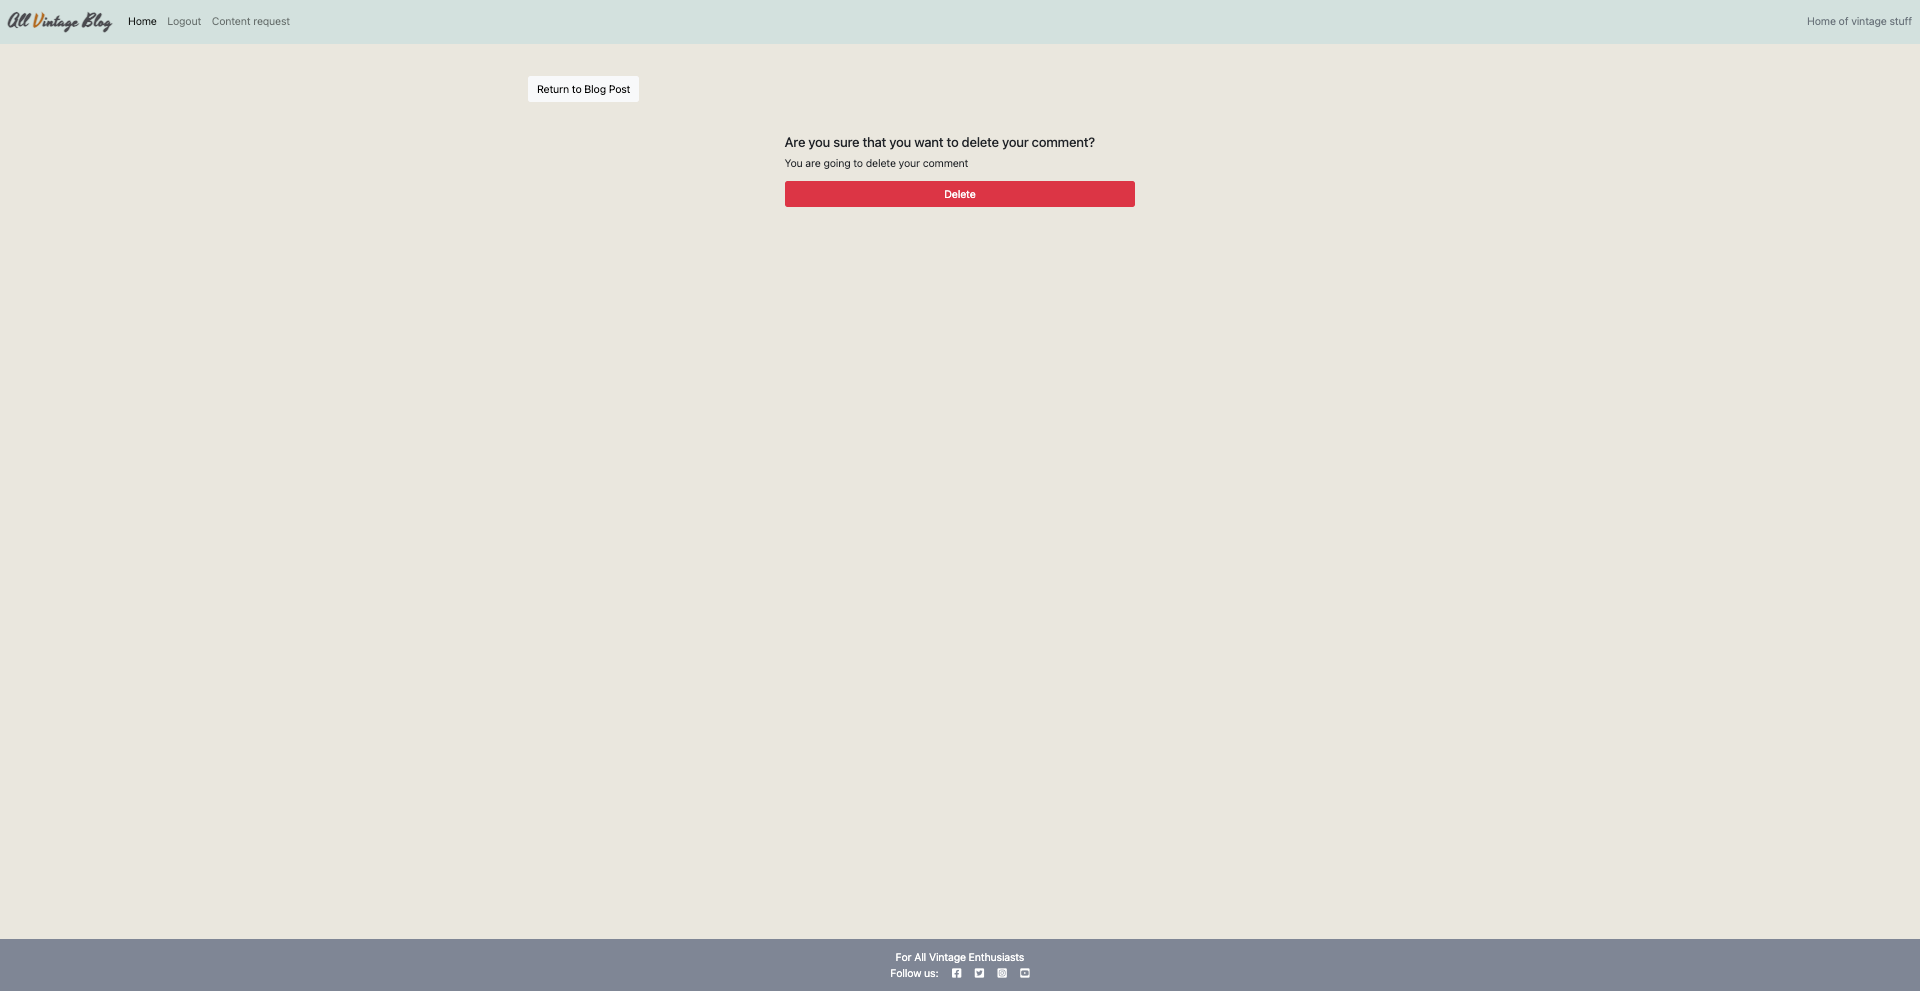 All Vintage Blog Home Logout Content request Home of vintage stuff
Return to Blog Post
Are you sure that you want to delete your comment?
You are going to delete your comment
Delete
For All Vintage Enthusiasts
Follow us: